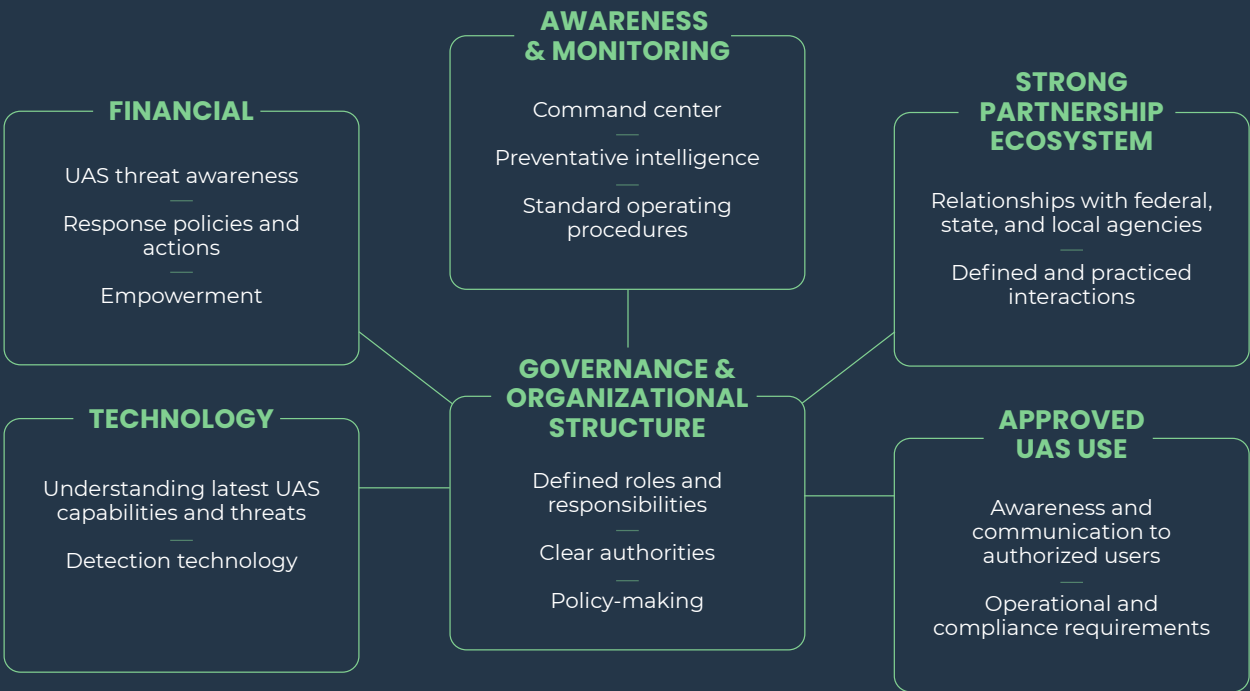 AWARENESS
& MONITORING
Command center
Preventative intelligence
Standard operating
procedures
FINANCIAL
UAS threat awareness
Response policies and
actions
Empowerment
STRONG
PARTNERSHIP
ECOSYSTEM
Relationships with federal,
state, and local agencies
Defined and practiced
interactions
TECHNOLOGY
Understanding latest UAS
capabilities and threats
Detection technology
GOVERNANCE &
ORGANIZATIONAL
STRUCTURE
Defined roles and
responsibilities
Clear authorities
Policy-making
APPROVED
UAS USE
Awareness and
communication to
authorized users
Operational and
compliance requirements